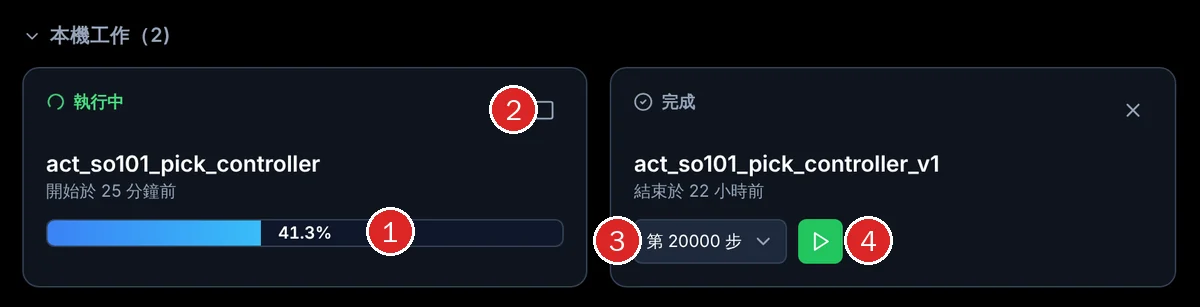 本機工作（2）
執行中
2
act_so101_pick_controller
開始於 25 分鐘前
41.3%
1
完成
act_so101_pick_controller_v1
結束於 22 小時前
3
第 20000 步
4